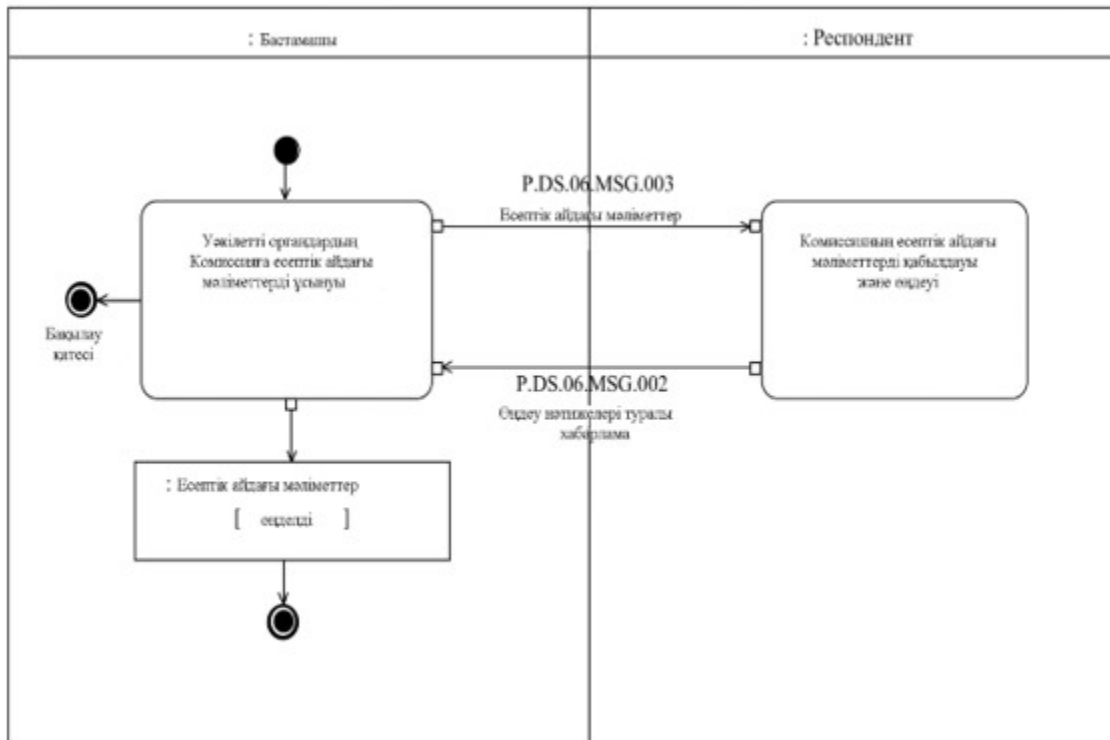 : Бастамашы
: Респондент
P.DS.06.MSG.003
Есептік айдағы мәліметтер
Уәкілетті органдардың
Комиссияға есептік айдағы
мәліметтерді ұсынуы
Комиссияның есептік айдағы
мәліметтерді қабылдауы
және өңдеуі
Бақылау
қатесі
P.DS.06.MSG.002
Өңдеу нәтижелері туралы
хабарлама
: Есептік айдағы мәліметтер
[ өңделді ]